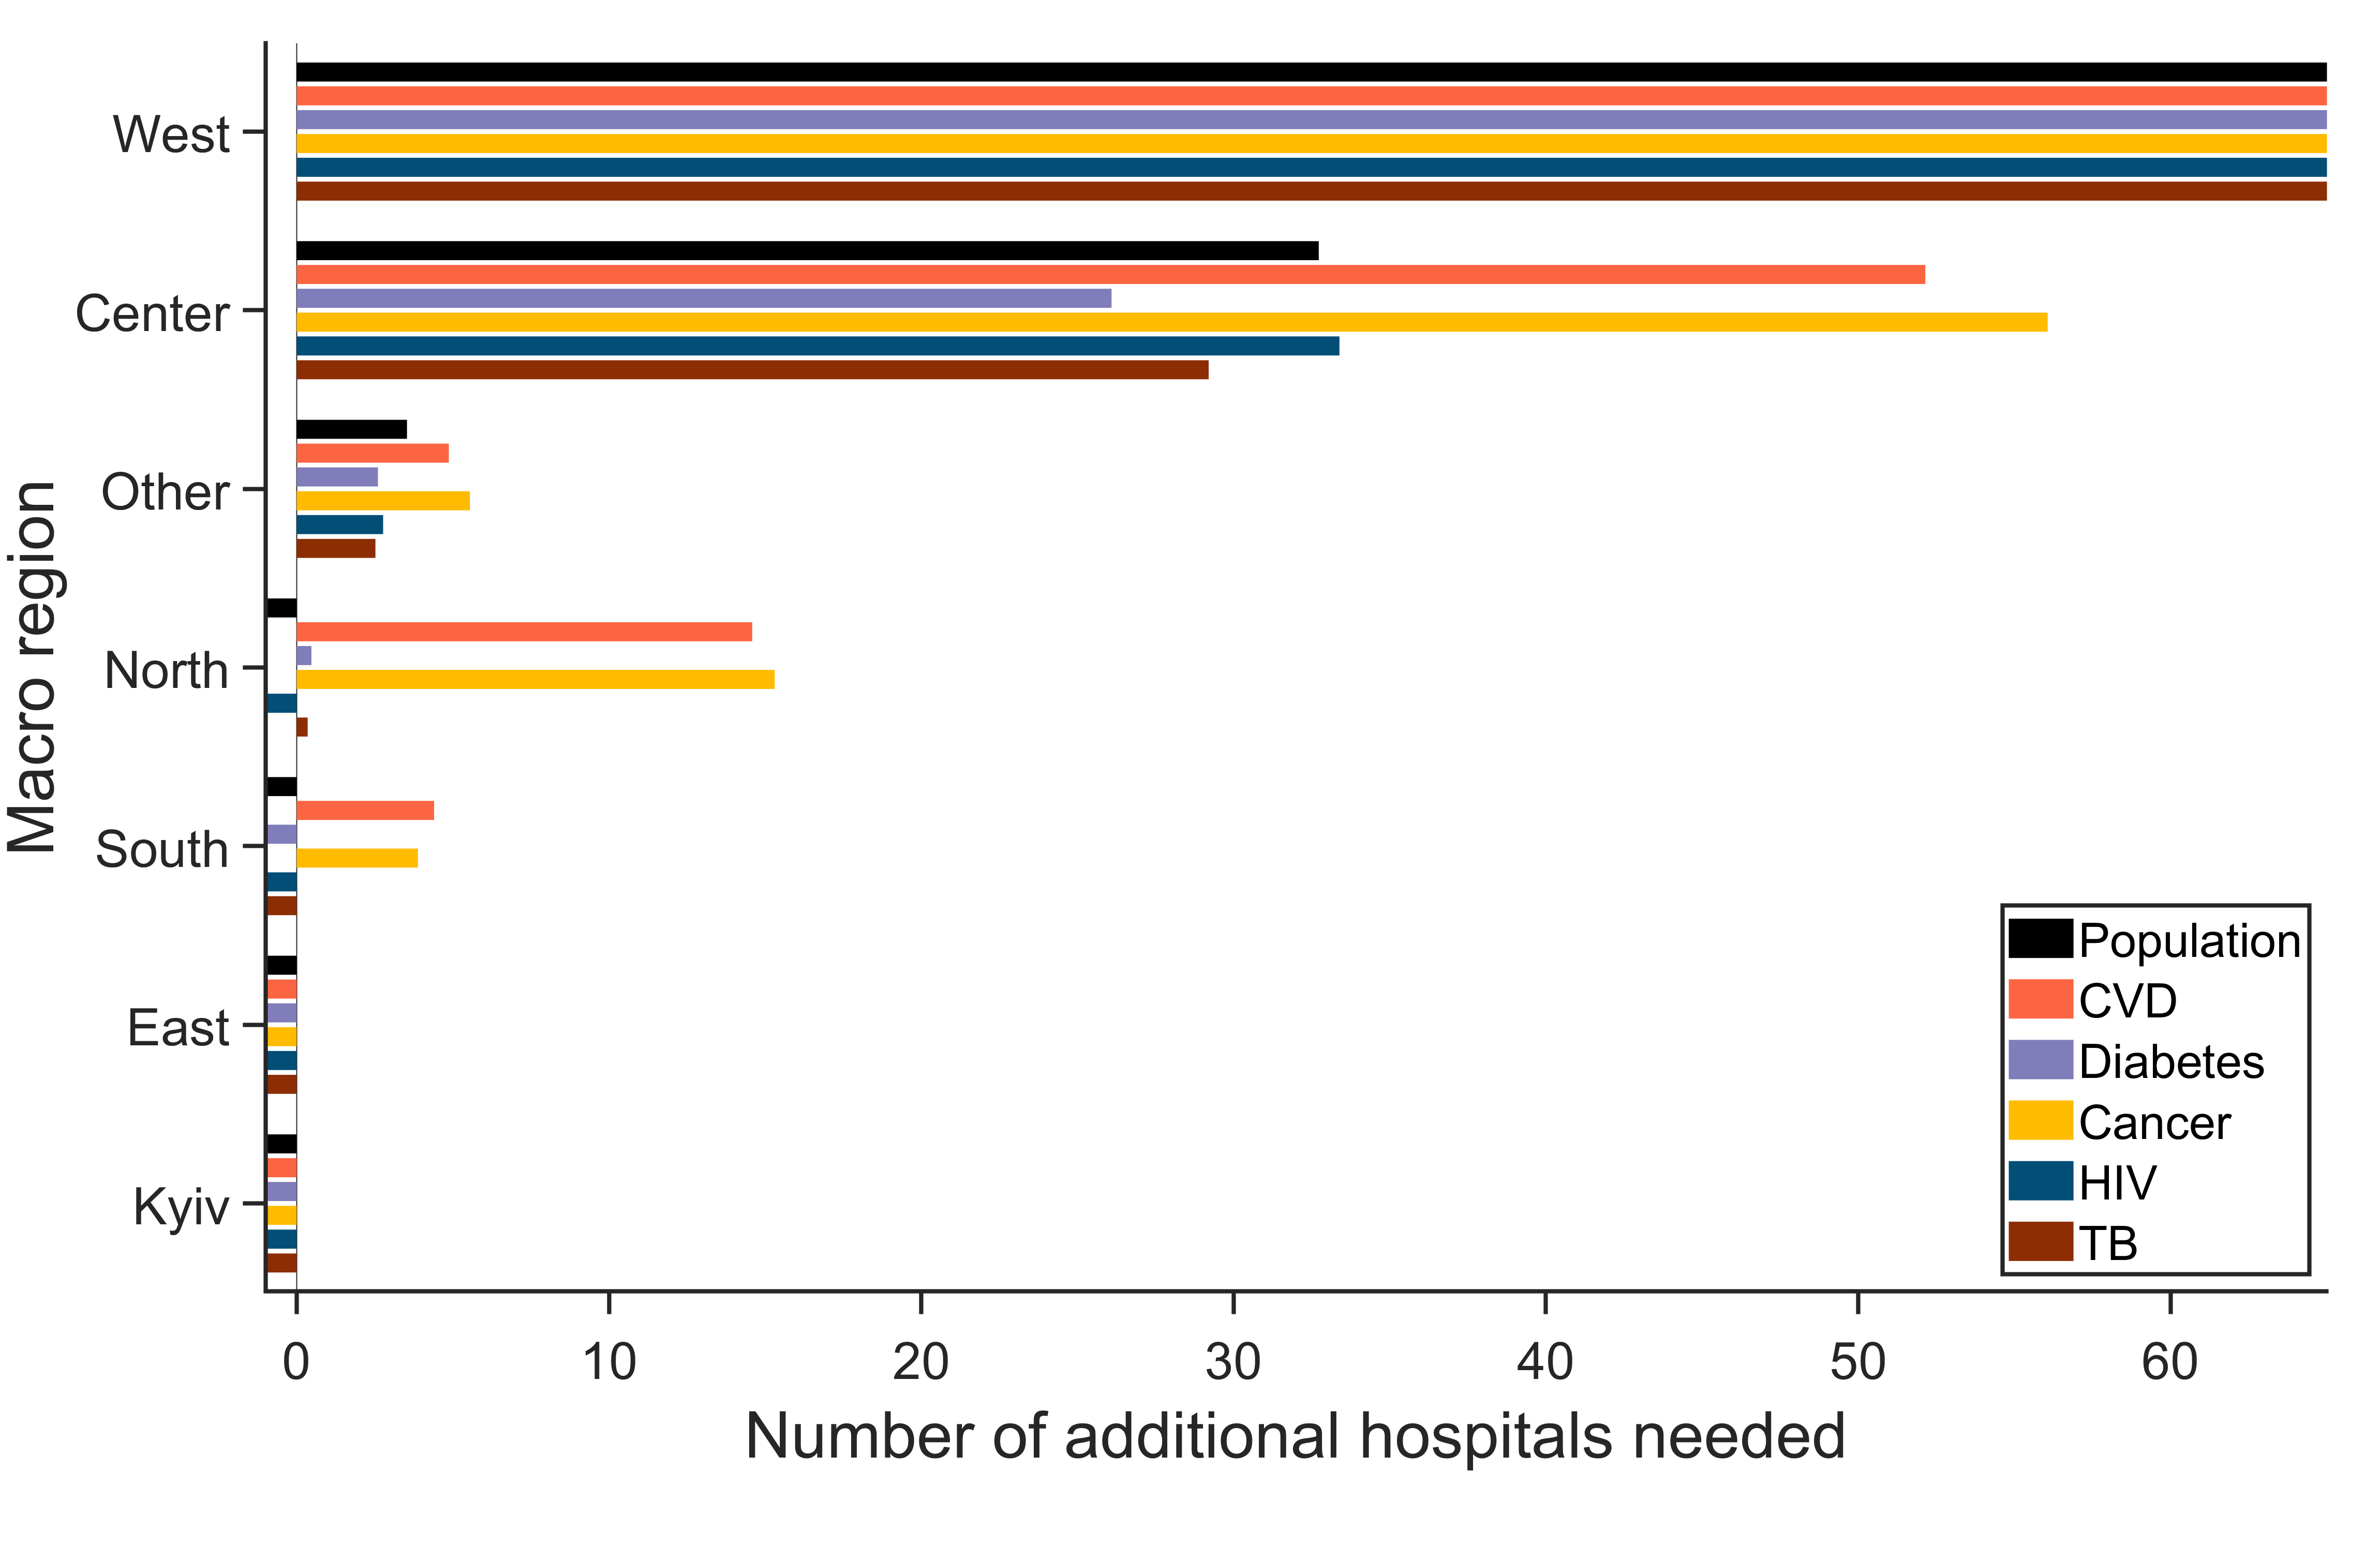 West
Center
Other
North
South
East
Kyiv
Macro region
0 10 20 30 40 50 60
Number of additional hospitals needed
Population
CVD
Diabetes
Cancer
HIV
TB